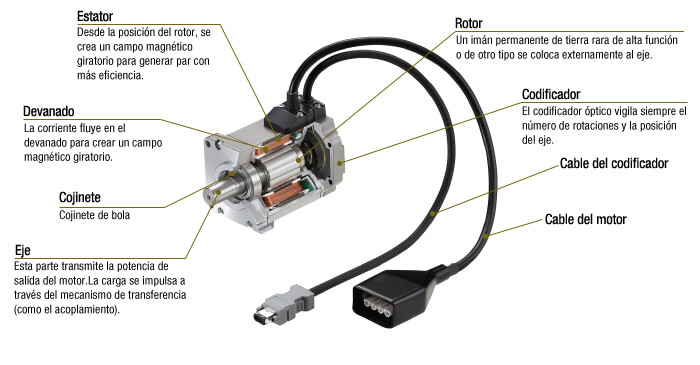 Estator
Desde la posición del rotor, se
crea un campo magnético
giratorio para generar par con
más eficiencia.
Rotor
Un imán permanente de tierra rara de alta función
o de otro tipo se coloca externamente al eje.
Devanado
La corriente fluye en el
devanado para crear un campo
magnético giratorio.
Codificador
El codificador óptico vigila siempre el
número de rotaciones y la posición
del eje.
Cable del codificador
Cojinete
Cojinete de bola
Cable del motor
Eje
Esta parte transmite la potencia de
salida del motor.La carga se impulsa a
través del mecanismo de transferencia
(como el acoplamiento).